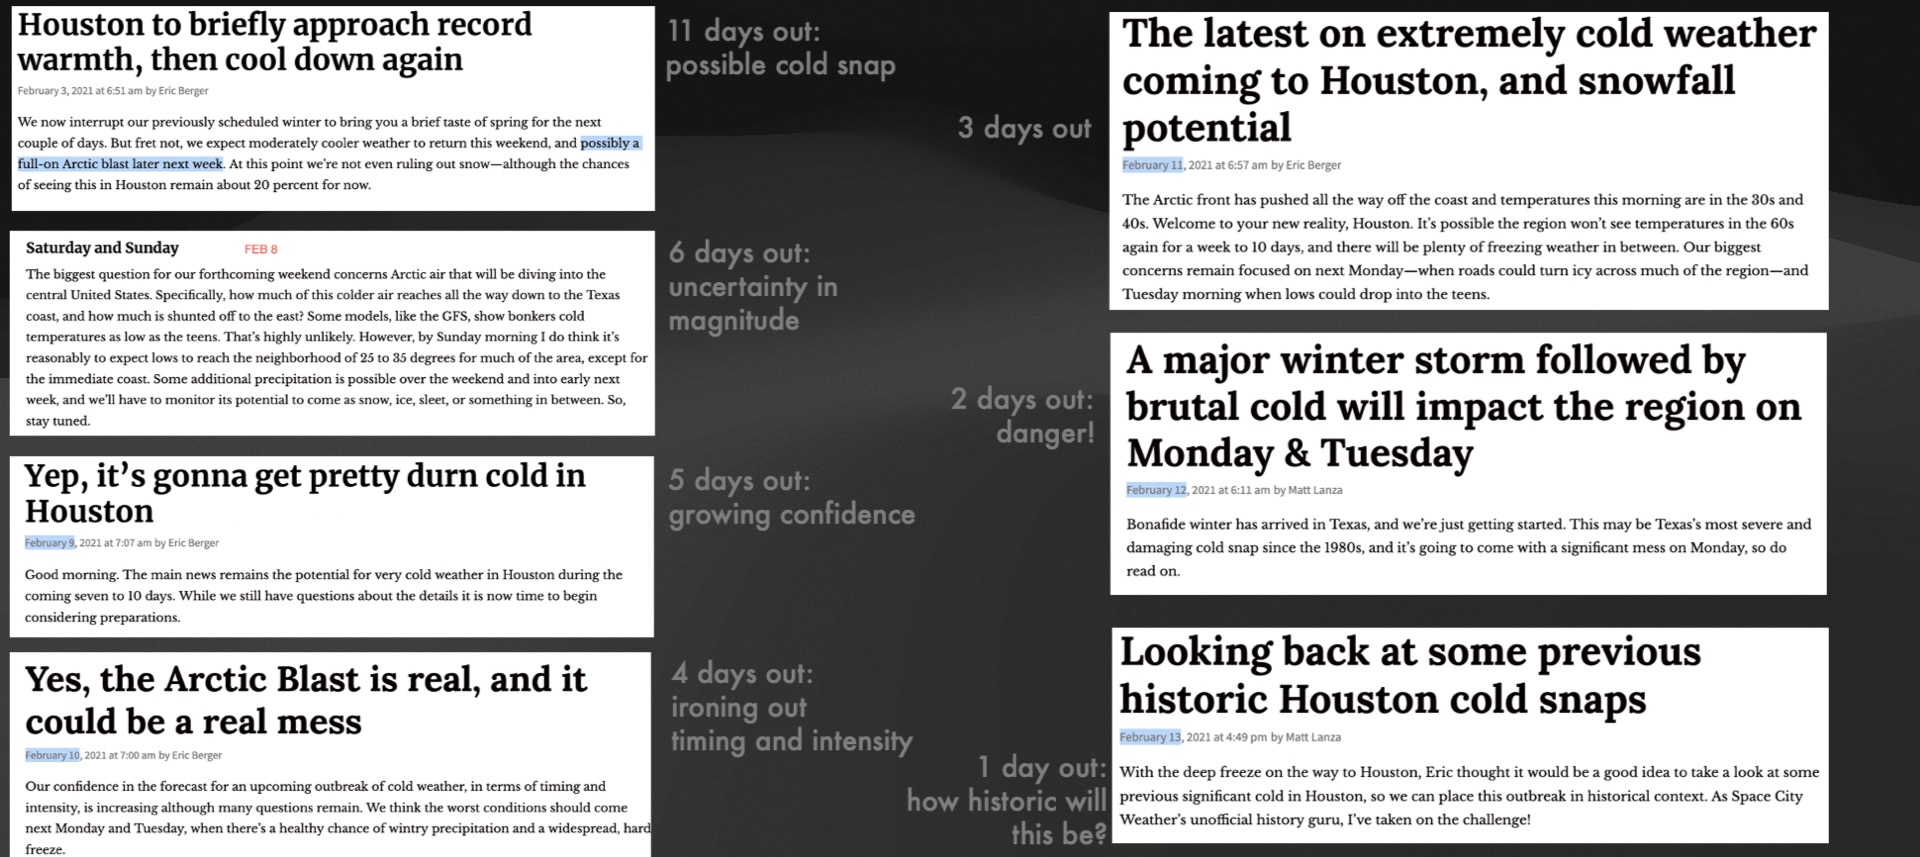 Houston to briefly approach record
warmth, then cool down again
February 3, 2021 at 6:51 am by Eric Berger
We now interrupt our previously scheduled winter to bring you a brief taste of spring for the next
couple of days. But fret not, we expect moderately cooler weather to return this weekend, and possibly a
full-on Arctic blast later next week. At this point we're not even ruling out snow—although the chances
of seeing this in Houston remain about 20 percent for now.
11 days out:
possible cold snap
Saturday and Sunday FEB 8
The biggest question for our forthcoming weekend concerns Arctic air that will be diving into the
central United States. Specifically, how much of this colder air reaches all the way down to the Texas
coast, and how much is shunted off to the east? Some models, like the GFS, show bonkers cold
temperatures as low as the teens. That's highly unlikely. However, by Sunday morning I do think it's
reasonably to expect lows to reach the neighborhood of 25 to 35 degrees for much of the area, except for
the immediate coast. Some additional precipitation is possible over the weekend and into early next
week, and we'll have to monitor its potential to come as snow, ice, sleet, or something in between. So,
stay tuned.
6 days out:
uncertainty in
magnitude
Yep, it's gonna get pretty durn cold in
Houston
February 9, 2021 at 7:07 am by Eric Berger
Good morning. The main news remains the potential for very cold weather in Houston during the
coming seven to 10 days. While we still have questions about the details it is now time to begin
considering preparations.
5 days out:
growing confidence
Yes, the Arctic Blast is real, and it
could be a real mess
February 10, 2021 at 7:00 am by Eric Berger
Our confidence in the forecast for an upcoming outbreak of cold weather, in terms of timing and
intensity, is increasing although many questions remain. We think the worst conditions should come
next Monday and Tuesday, when there's a healthy chance of wintry precipitation and a widespread, hard
freeze.
4 days out:
ironing out
timing and intensity
3 days out
The latest on extremely cold weather
coming to Houston, and snowfall
potential
February 11, 2021 at 6:57 am by Eric Berger
The Arctic front has pushed all the way off the coast and temperatures this morning are in the 30s and
40s. Welcome to your new reality, Houston. It's possible the region won't see temperatures in the 60s
again for a week to 10 days, and there will be plenty of freezing weather in between. Our biggest
concerns remain focused on next Monday—when roads could turn icy across much of the region—and
Tuesday morning when lows could drop into the teens.
2 days out:
danger!
A major winter storm followed by
brutal cold will impact the region on
Monday & Tuesday
February 12, 2021 at 6:11 am by Matt Lanza
Bonafide winter has arrived in Texas, and we're just getting started. This may be Texas's most severe and
damaging cold snap since the 1980s, and it's going to come with a significant mess on Monday, so do
read on.
1 day out:
how historic will
this be?
Looking back at some previous
historic Houston cold snaps
February 13, 2021 at 4:49 pm by Matt Lanza
With the deep freeze on the way to Houston, Eric thought it would be a good idea to take a look at some
previous significant cold in Houston, so we can place this outbreak in historical context. As Space City
Weather's unofficial history guru, I've taken on the challenge!